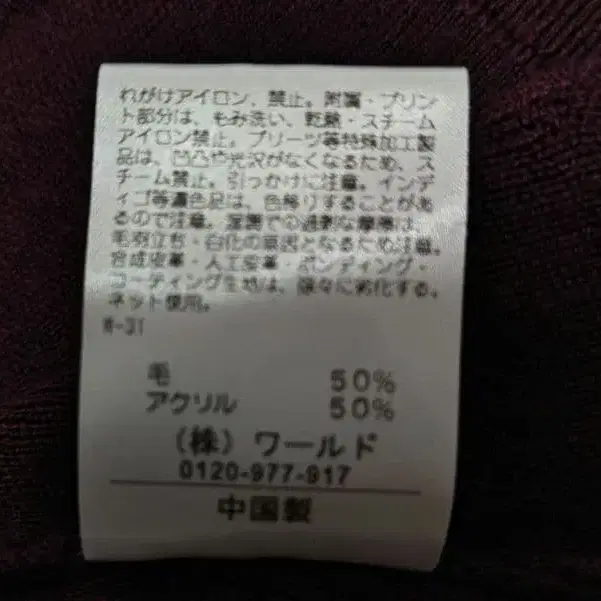 れがけアイロン、禁止。附属・プリン
ト部分は、もみ洗い、乾燥・スチーム
アイロン禁止。プリーツ等特殊加工製
品は、凹凸や光沢がなくなるため、ス
チーム禁止。引っかけに注意。インデ
ィゴ等濃色品は、色移りすることがあ
るので注意。湿潤での過剰な摩擦は、
毛羽立ち・白化の原因となるため注意。
合成皮革・人工皮革・ボンディング・
コーティング生地は、徐々に劣化する。
ネット使用。
W-31
毛 50%
アクリル 50%
(株)ワールド
0120-977-917
中国製